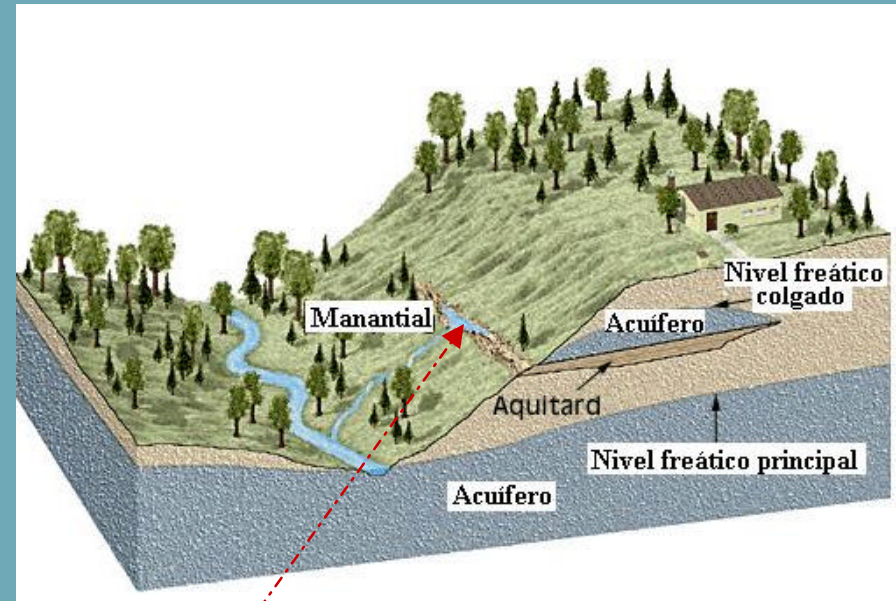 Nivel freático
colgado
Manantial
Acuífero
Aquitard
Nivel freático principal
Acuífero